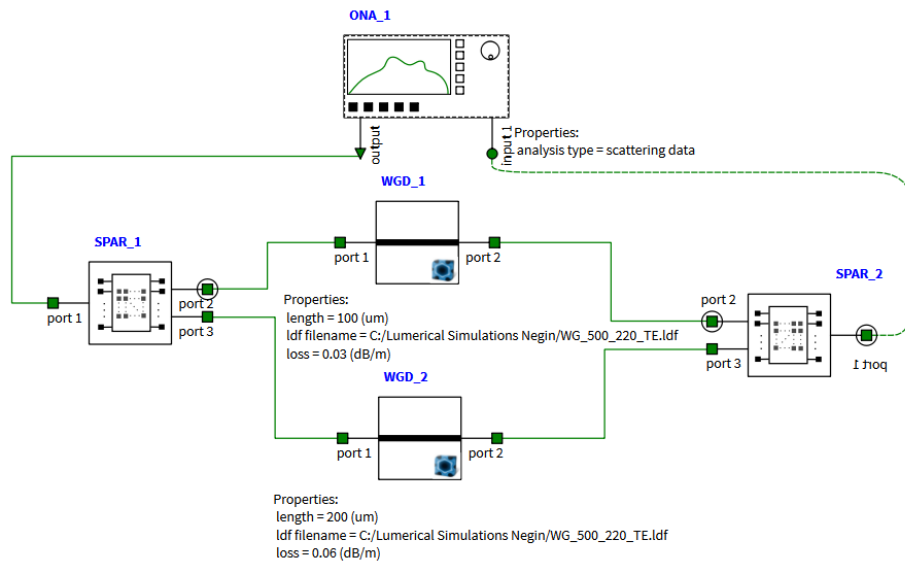 ONA_1
output
input 1
Properties:
analysis type = scattering data
WGD_1
port 1
port 2
SPAR_1
port 1
port 2
port 3
SPAR_2
port 2
port 3
port 1
Properties:
length = 100 (um)
ldf filename = C:/Lumerical Simulations Negin/WG_500_220_TE.ldf
loss = 0.03 (dB/m)
WGD_2
port 1
port 2
Properties:
length = 200 (um)
ldf filename = C:/Lumerical Simulations Negin/WG_500_220_TE.ldf
loss = 0.06 (dB/m)